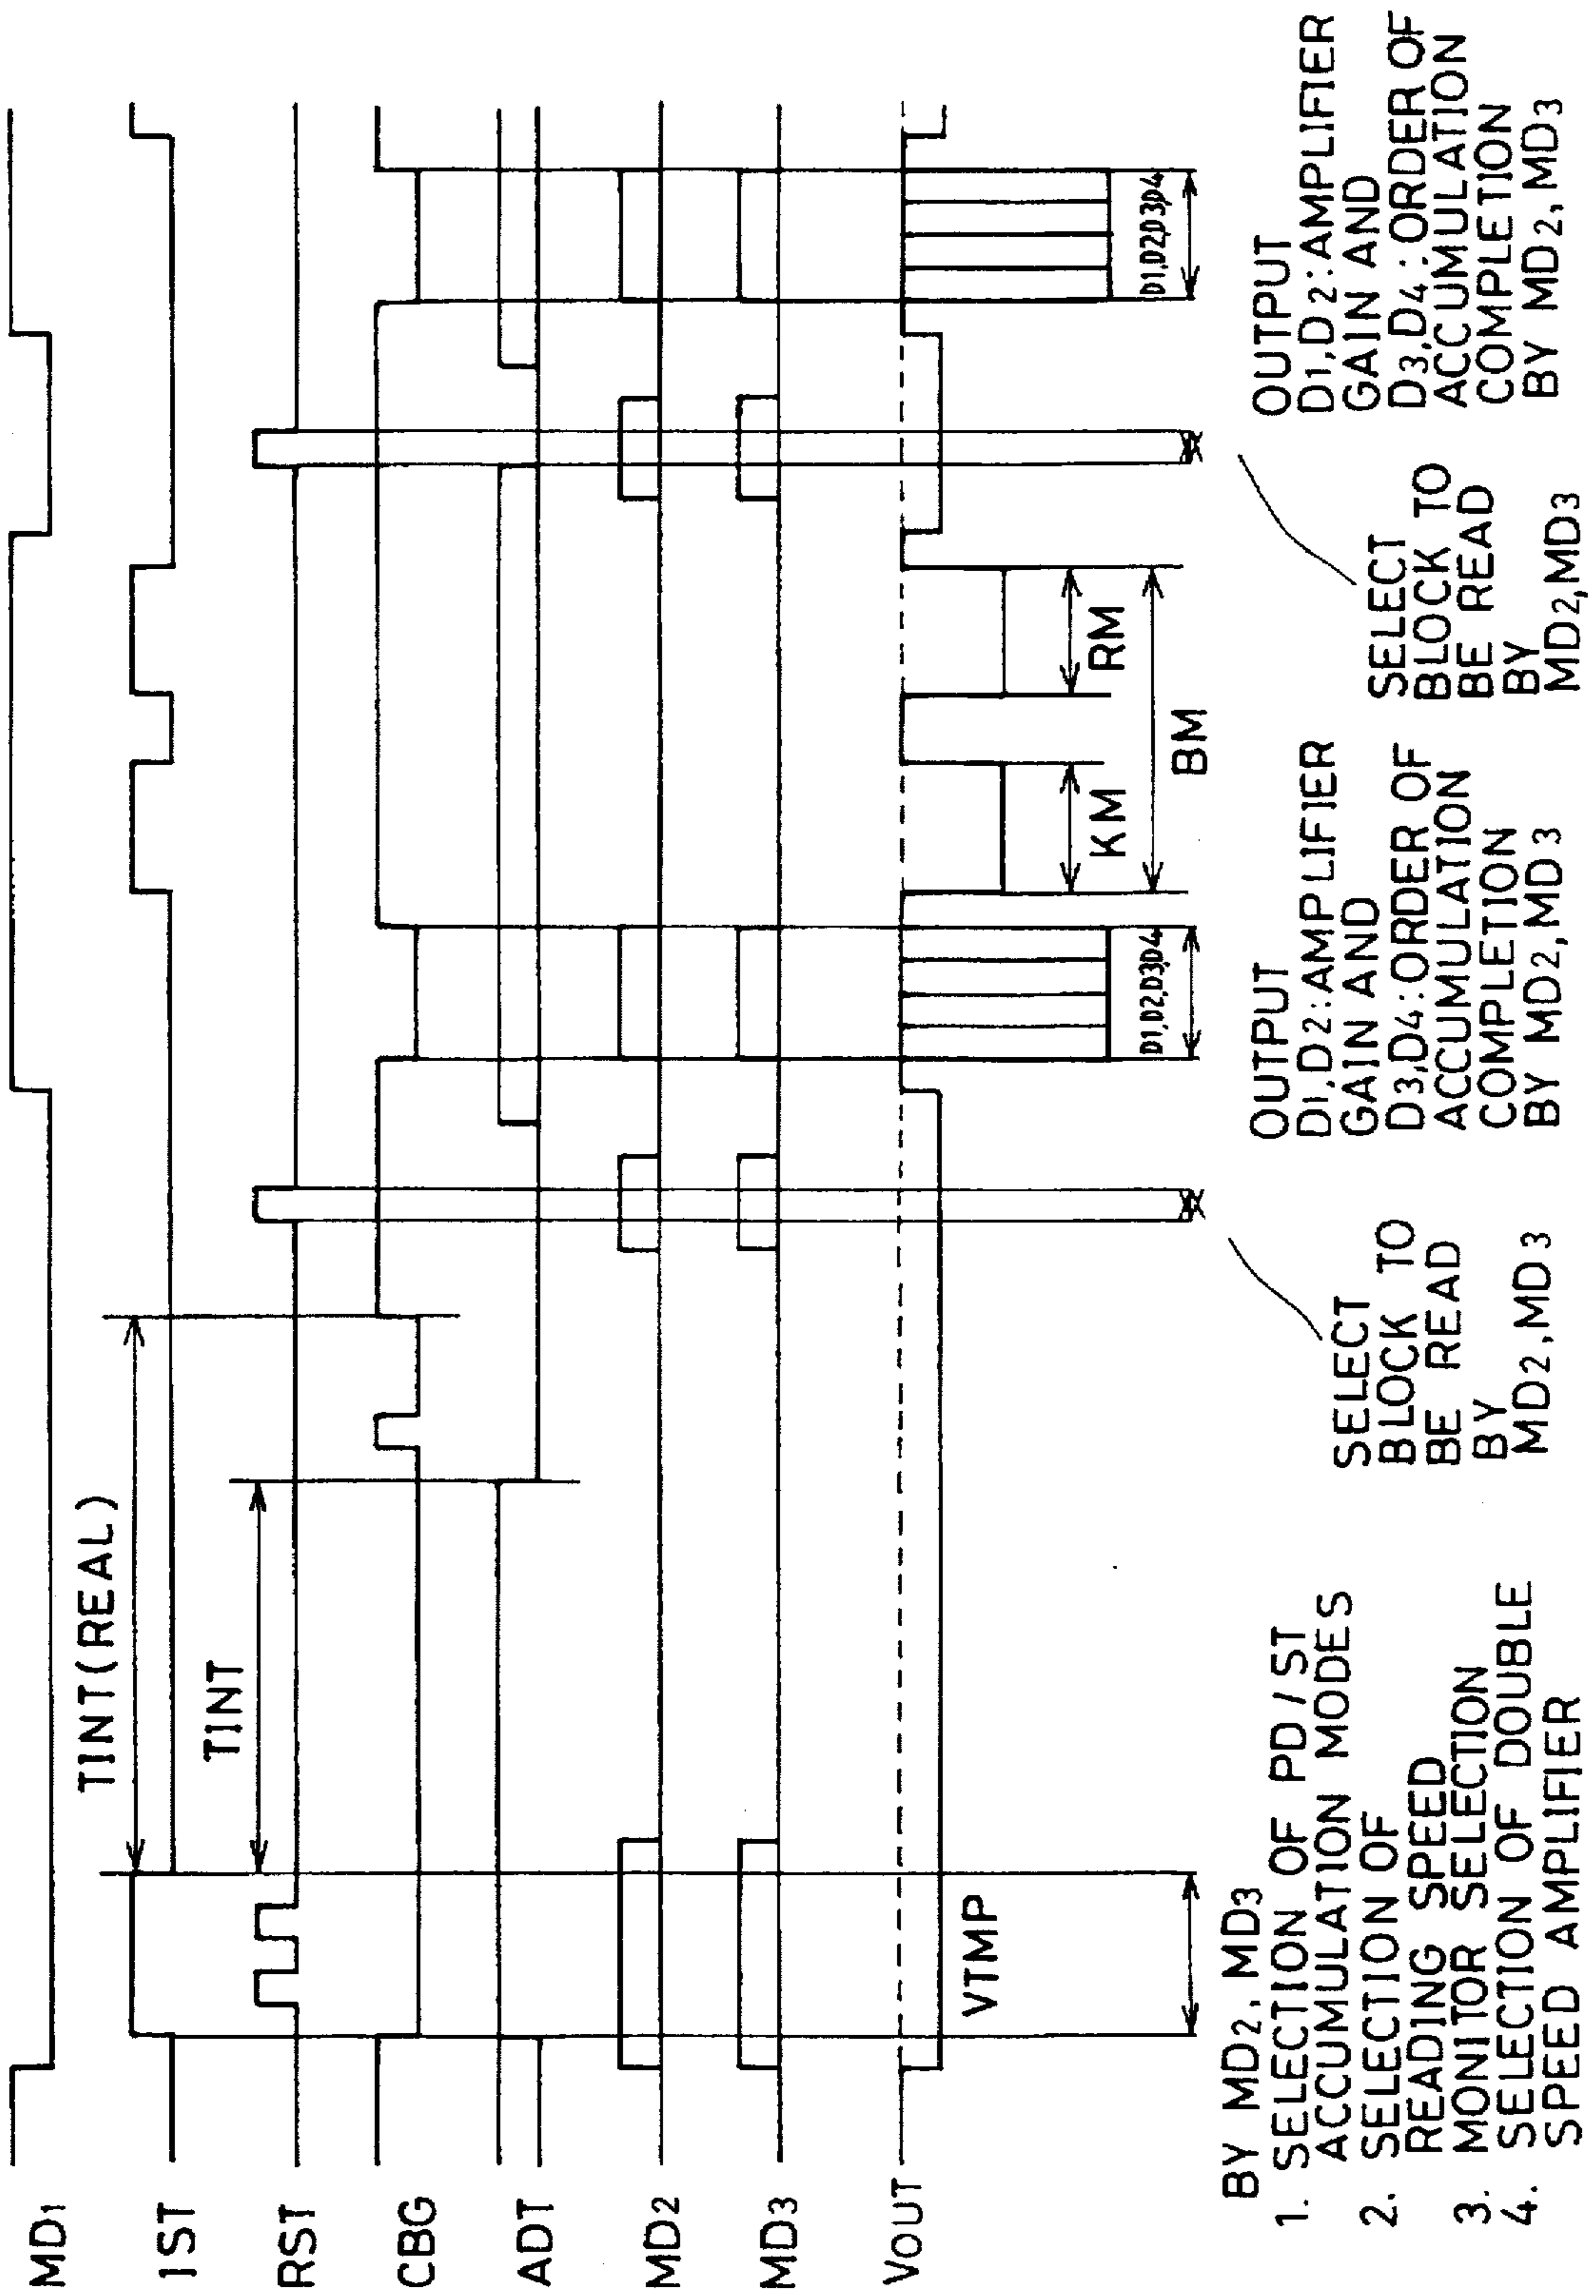 MD1
IST
RST
CBG
ADT
MD2
MD3
VOUT
TINT(REAL)
TINT
VTMP
D1,D2,D3,D4
KM
RM
BM
D1,D2,D3,D4
BY MD2, MD3
1. SELECTION OF PD/ST
ACCUMULATION MODES
2. SELECTION OF
READING SPEED
3. MONITOR SELECTION
4. SELECTION OF DOUBLE
SPEED AMPLIFIER
SELECT
BLOCK TO
BE READ
BY
MD2,MD3
OUTPUT
D1,D2:AMPLIFIER
GAIN AND
D3,D4:ORDER OF
ACCUMULATION
COMPLETION
BY MD2,MD3
SELECT
BLOCK TO
BE READ
BY
MD2,MD3
OUTPUT
D1,D2:AMPLIFIER
GAIN AND
D3,D4:ORDER OF
ACCUMULATION
COMPLETION
BY MD2,MD3